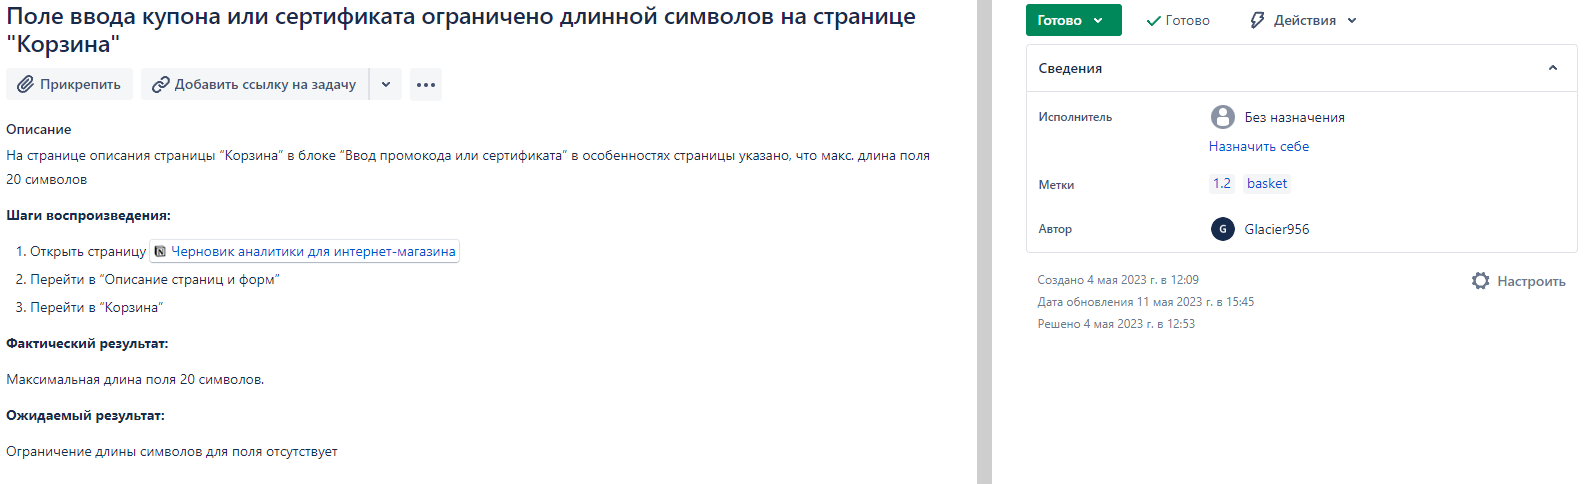 Поле ввода купона или сертификата ограничено длинной символов на странице
"Корзина"
Прикрепить
Добавить ссылку на задачу
Описание
На странице описания страницы “Корзина” в блоке “Ввод промокода или сертификата” в особенностях страницы указано, что макс. длина поля
20 символов
Шаги воспроизведения:
1. Открыть страницу Черновик аналитики для интернет-магазина
2. Перейти в “Описание страниц и форм”
3. Перейти в “Корзина”
Фактический результат:
Максимальная длина поля 20 символов.
Ожидаемый результат:
Ограничение длины символов для поля отсутствует
Готово
Готово
Действия
Сведения
Исполнитель
Без назначения
Назначить себе
Метки
1.2 basket
Автор
G Glacier956
Создано 4 мая 2023 г. в 12:09
Настроить
Дата обновления 11 мая 2023 г. в 15:45
Решено 4 мая 2023 г. в 12:53